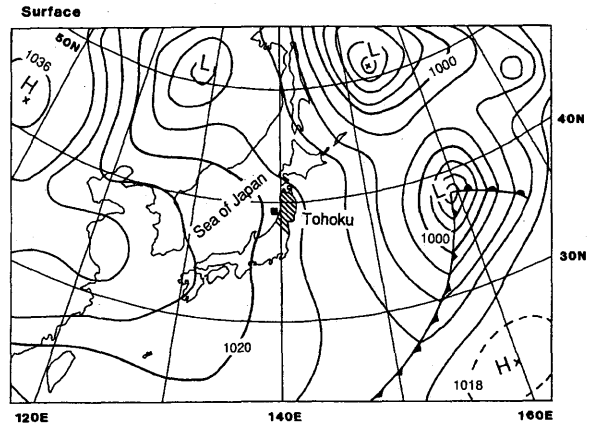 Surface
50N
1036
H
L
L
1000
40N
Sea of Japan
Tohoku
L
1000
30N
1020
H
1018
120E
140E
160E